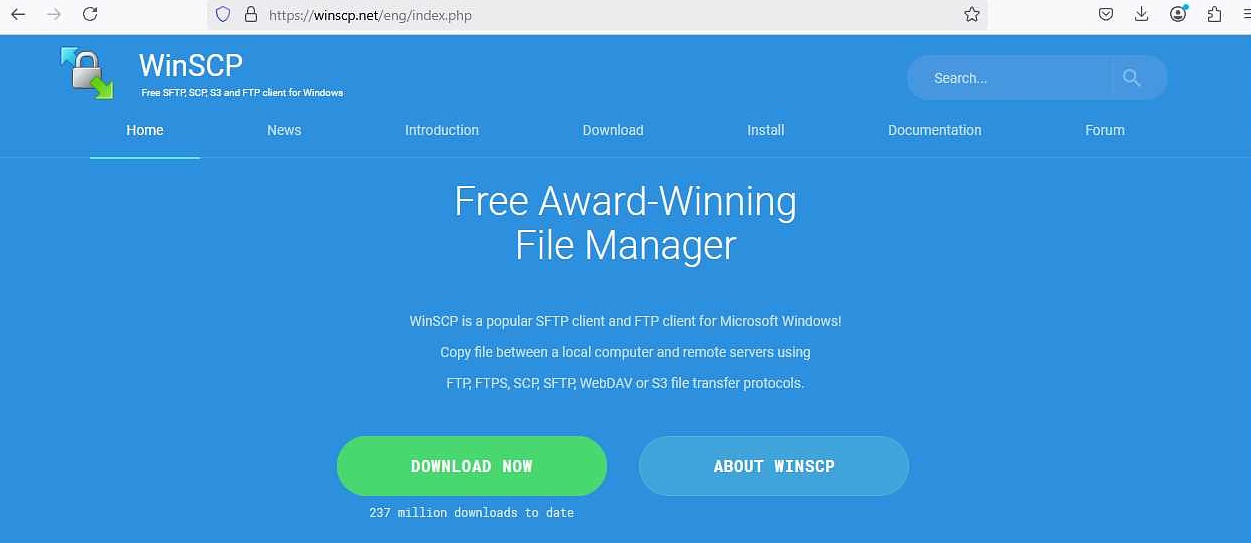 https://winscp.net/eng/index.php
WinSCP
Free SFTP, SCP, S3 and FTP client for Windows
Search...
Home News Introduction Download Install Documentation Forum
Free Award-Winning
File Manager
WinSCP is a popular SFTP client and FTP client for Microsoft Windows!
Copy file between a local computer and remote servers using
FTP, FTPS, SCP, SFTP, WebDAV or S3 file transfer protocols.
DOWNLOAD NOW ABOUT WINSCP
237 million downloads to date